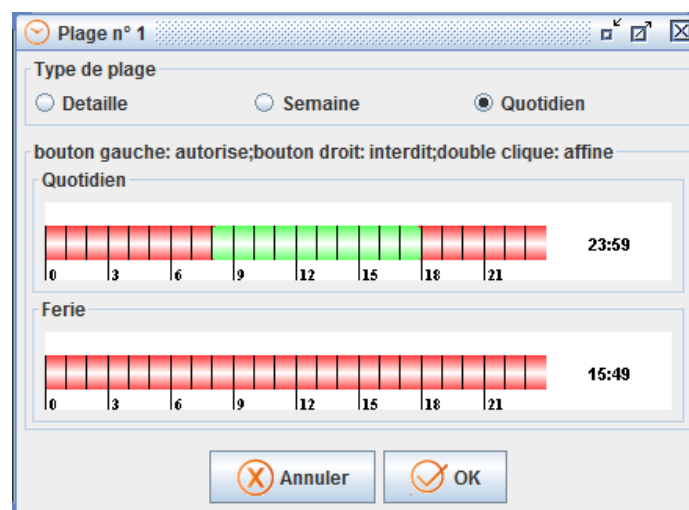 Plage n° 1
Type de plage
Detaille Semaine Quotidien
bouton gauche: autorise;bouton droit: interdit;double clique: affine
Quotidien
23:59
0 3 6 9 12 15 18 21
Ferie
15:49
0 3 6 9 12 15 18 21
Annuler OK